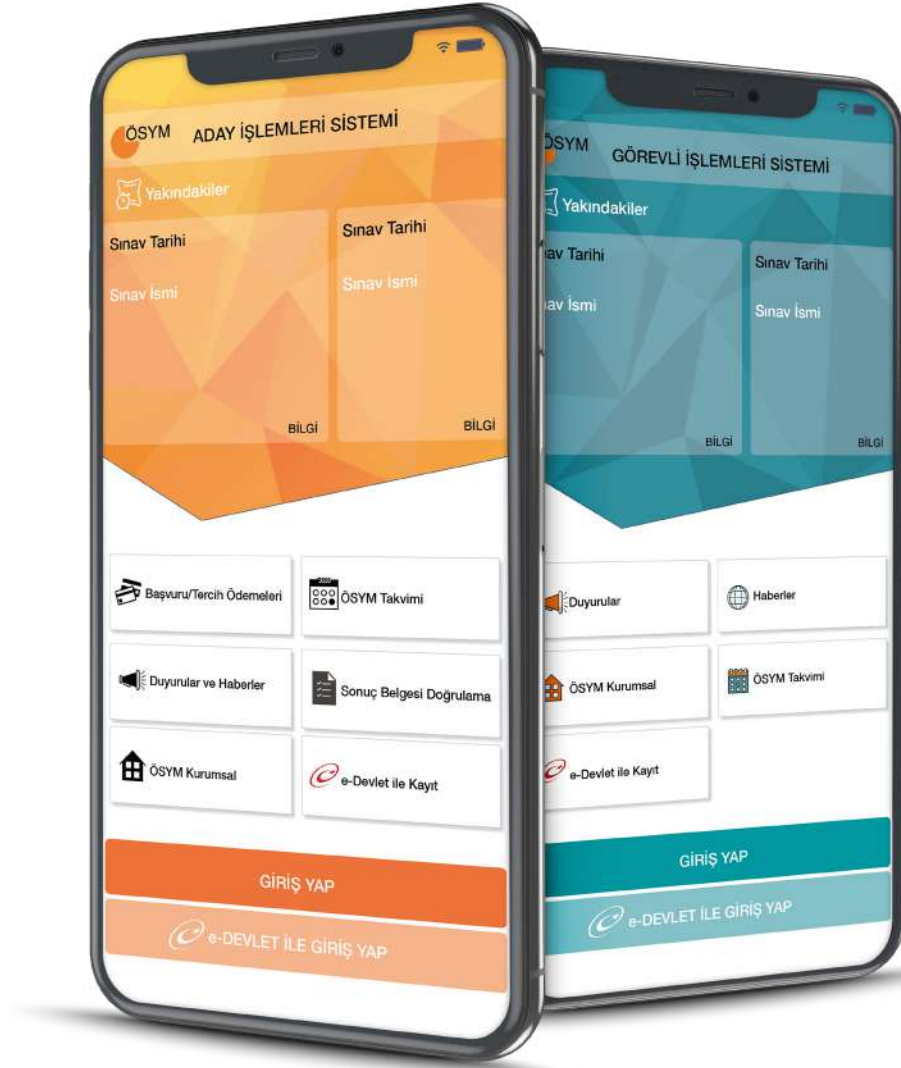 ÖSYM
ADAY İŞLEMLERİ SİSTEMİ
Yakındakiler
Sınav Tarihi
Sınav İsmi
BİLGİ
Sınav Tarihi
Sınav İsmi
BİLGİ
Başvuru/Tercih Ödemeleri
ÖSYM Takvimi
Duyurular ve Haberler
Sonuç Belgesi Doğrulama
ÖSYM Kurumsal
e-Devlet ile Kayıt
GİRİŞ YAP
e-DEVLET İLE GİRİŞ YAP
ÖSYM
GÖREVLİ İŞLEMLERİ SİSTEMİ
Yakındakiler
av Tarihi
av İsmi
BİLGİ
Sınav Tarihi
Sınav İsmi
BİLGİ
Duyurular
Haberler
ÖSYM Kurumsal
ÖSYM Takvimi
e-Devlet ile Kayıt
GİRİŞ YAP
e-DEVLET İLE GİRİŞ YAP